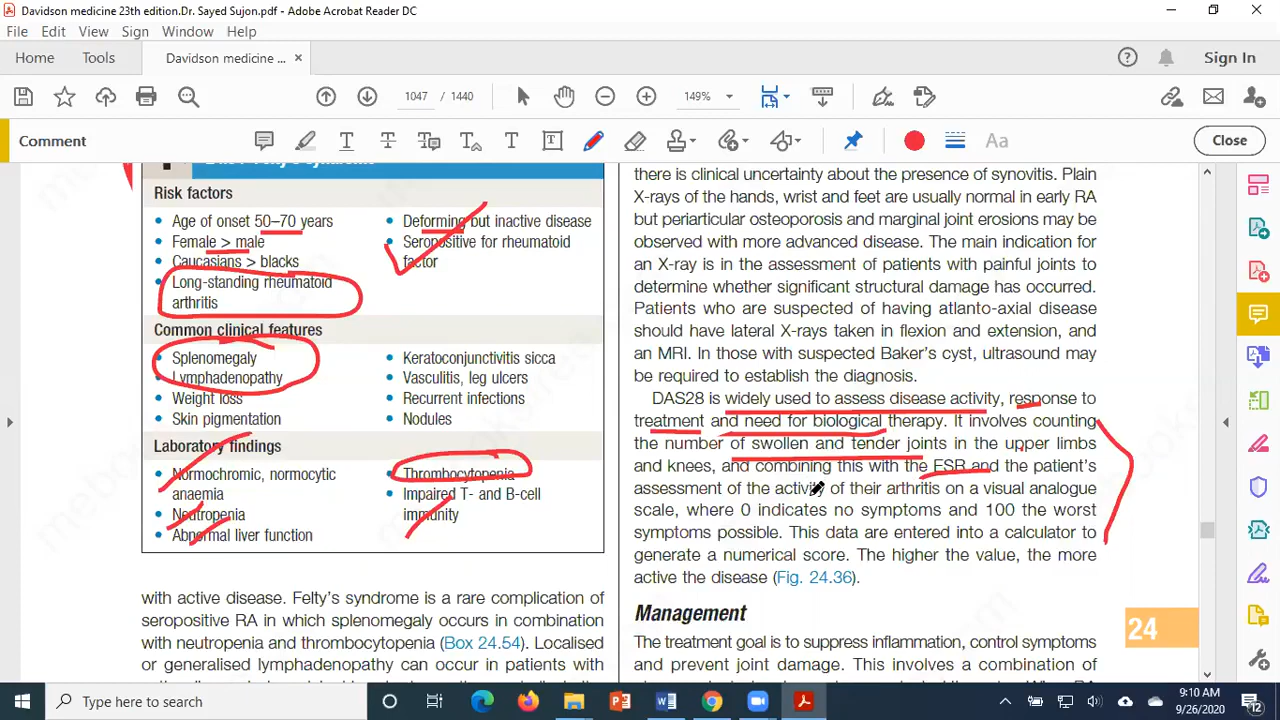 Davidson medicine 23th edition.Dr. Sayed Sujon.pdf - Adobe Acrobat Reader DC
File Edit View Sign Window Help
Home Tools Davidson medicine ... ×
Sign In
1047 / 1440
149%
Comment
Aa
Close
Risk factors
• Age of onset 50–70 years
• Female > male
• Caucasians > blacks
• Long-standing rheumatoid
arthritis
• Deforming but inactive disease
• Seropositive for rheumatoid
factor
Common clinical features
• Splenomegaly
• Lymphadenopathy
• Weight loss
• Skin pigmentation
• Keratoconjunctivitis sicca
• Vasculitis, leg ulcers
• Recurrent infections
• Nodules
Laboratory findings
• Normochromic, normocytic
anaemia
• Neutropenia
• Abnormal liver function
• Thrombocytopenia
• Impaired T- and B-cell
immunity
with active disease. Felty’s syndrome is a rare complication of
seropositive RA in which splenomegaly occurs in combination
with neutropenia and thrombocytopenia (Box 24.54). Localised
or generalised lymphadenopathy can occur in patients with
there is clinical uncertainty about the presence of synovitis. Plain
X-rays of the hands, wrist and feet are usually normal in early RA
but periarticular osteoporosis and marginal joint erosions may be
observed with more advanced disease. The main indication for
an X-ray is in the assessment of patients with painful joints to
determine whether significant structural damage has occurred.
Patients who are suspected of having atlanto-axial disease
should have lateral X-rays taken in flexion and extension, and
an MRI. In those with suspected Baker’s cyst, ultrasound may
be required to establish the diagnosis.
DAS28 is widely used to assess disease activity, response to
treatment and need for biological therapy. It involves counting
the number of swollen and tender joints in the upper limbs
and knees, and combining this with the ESR and the patient’s
assessment of the activity of their arthritis on a visual analogue
scale, where 0 indicates no symptoms and 100 the worst
symptoms possible. This data are entered into a calculator to
generate a numerical score. The higher the value, the more
active the disease (Fig. 24.36).
Management
The treatment goal is to suppress inflammation, control symptoms
and prevent joint damage. This involves a combination of
24
Type here to search
9:10 AM
9/26/2020
12